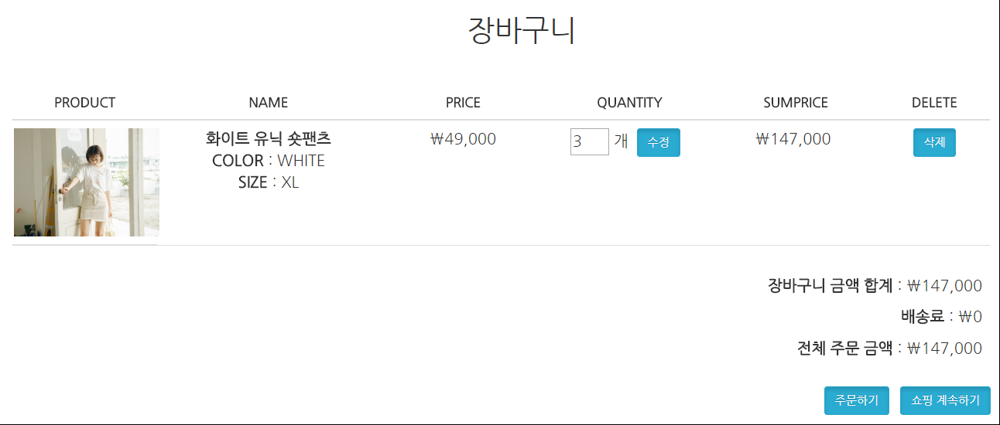 장바구니
PRODUCT NAME PRICE QUANTITY SUMPRICE DELETE
화이트 유닉 숏팬츠 ₩49,000 3 개 수정 ₩147,000 삭제
COLOR : WHITE
SIZE : XL
장바구니 금액 합계 : ₩147,000
배송료 : ₩0
전체 주문 금액 : ₩147,000
주문하기 쇼핑 계속하기